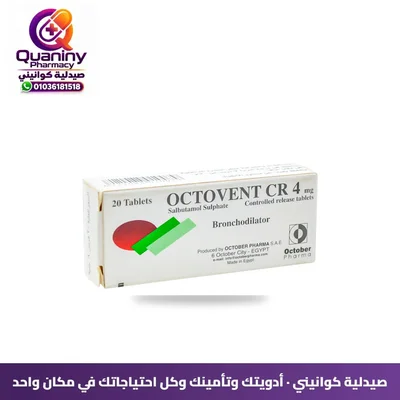 Quaniny
Pharmacy
صيدلية كوانيني
01036181518
20 Tablets
OCTOVENT CR 4 mg
Salbutamol Sulphate
Controlled release tablets
Bronchodilator
Produced by OCTOBER PHARMA S.A.E
6 October City - EGYPT
Made in Egypt
October
Pharma
صيدلية كوانيني - أدويتك وتأمينك وكل احتياجاتك في مكان واحد